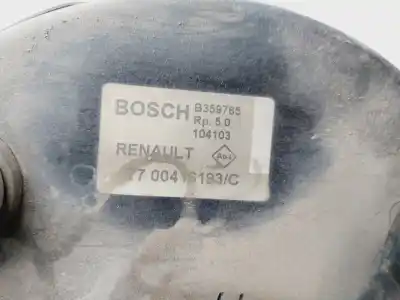 BOSCH B359765
Rp. 5.0
104103
RENAULT